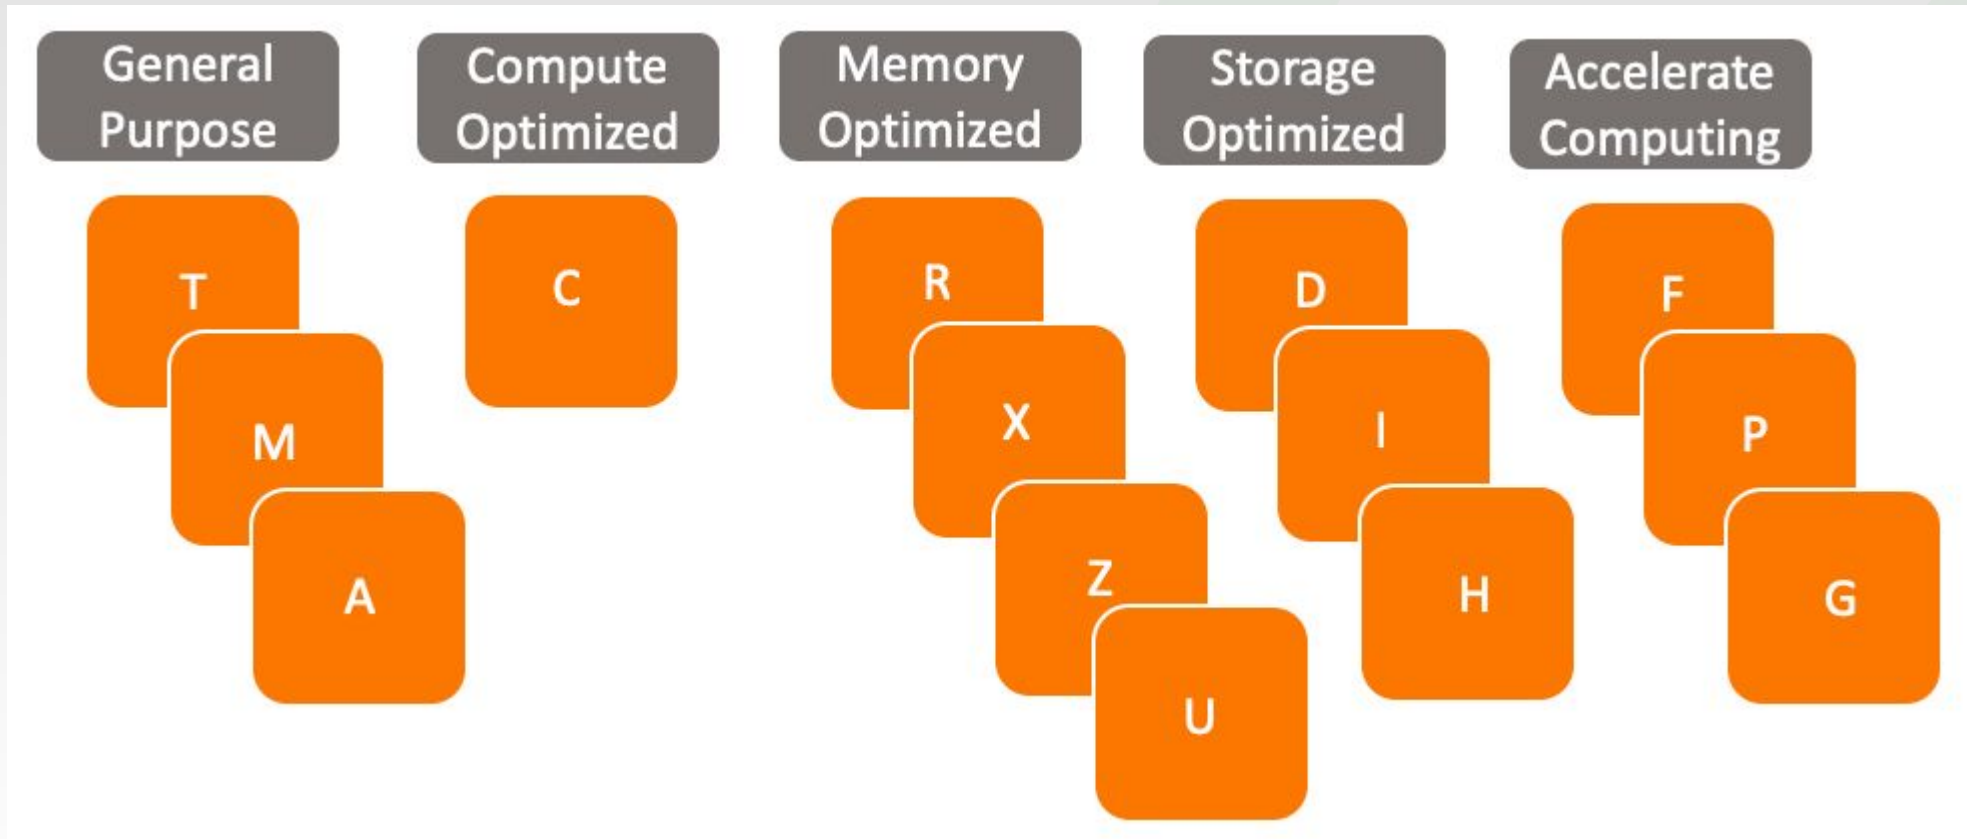 General
Purpose
Compute
Optimized
Memory
Optimized
Storage
Optimized
Accelerate
Computing
T
M
A
C
R
X
Z
U
D
I
H
F
P
G